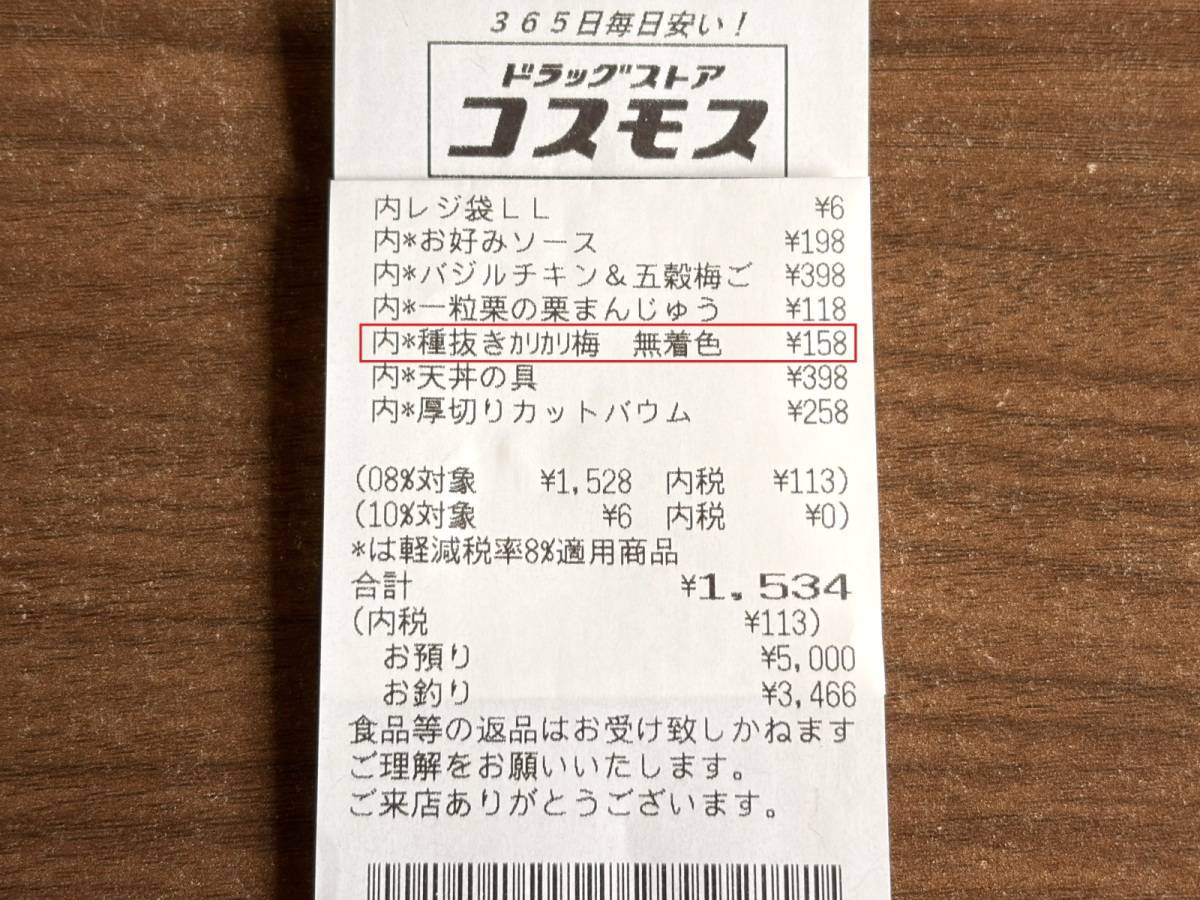 365日毎日安い!
ドラッグストア
コスモス
内レジ袋LL ¥6
内*お好みソース ¥198
内*バジルチキン&五穀梅ご ¥398
内*一粒栗の栗まんじゅう ¥118
内*種抜きカリカリ梅 無着色 ¥158
内*天丼の具 ¥398
内*厚切りカットバウム ¥258
(08%対象 ¥1,528 内税 ¥113)
(10%対象 ¥6 内税 ¥0)
*は軽減税率8%適用商品
合計 ¥1,534
(内税 ¥113)
お預り ¥5,000
お釣り ¥3,466
食品等の返品はお受け致しかねます
ご理解をお願いいたします。
ご来店ありがとうございます。